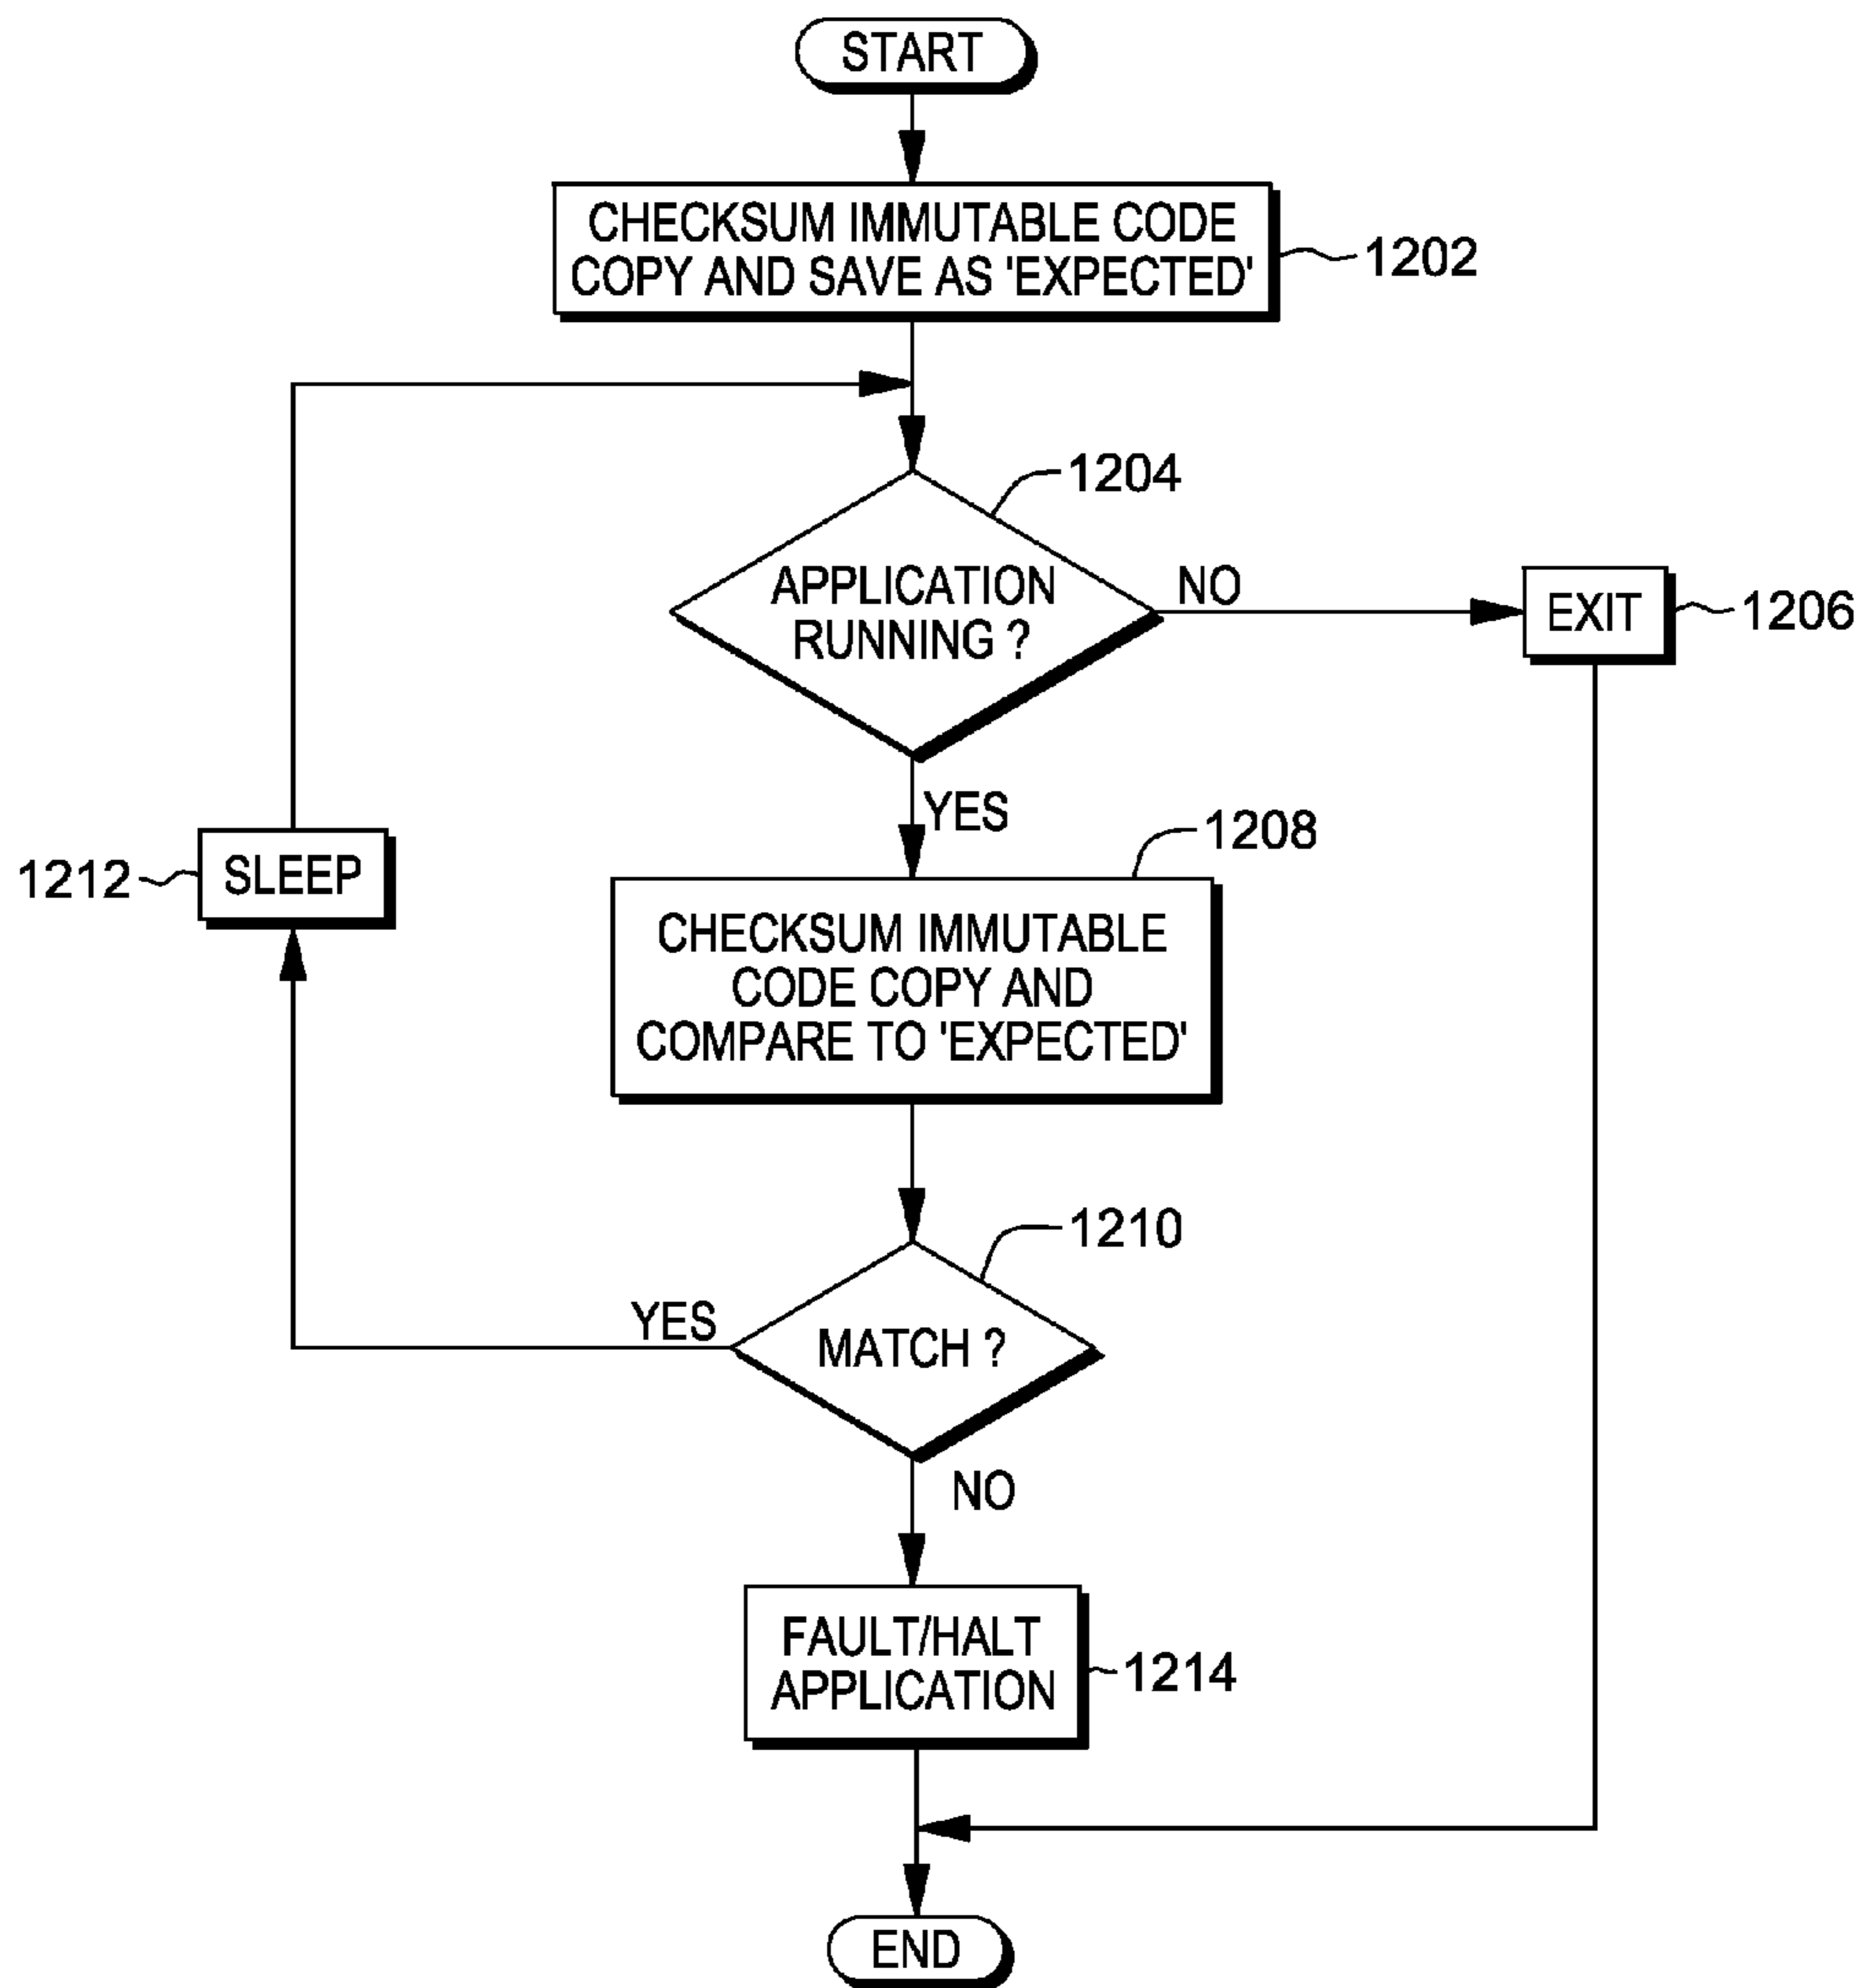 START
CHECKSUM IMMUTABLE CODE
COPY AND SAVE AS 'EXPECTED'
1202
1204
APPLICATION
RUNNING ?
NO
EXIT
1206
YES
1208
1212
SLEEP
CHECKSUM IMMUTABLE
CODE COPY AND
COMPARE TO 'EXPECTED'
1210
YES
MATCH ?
NO
FAULT/HALT
APPLICATION
1214
END